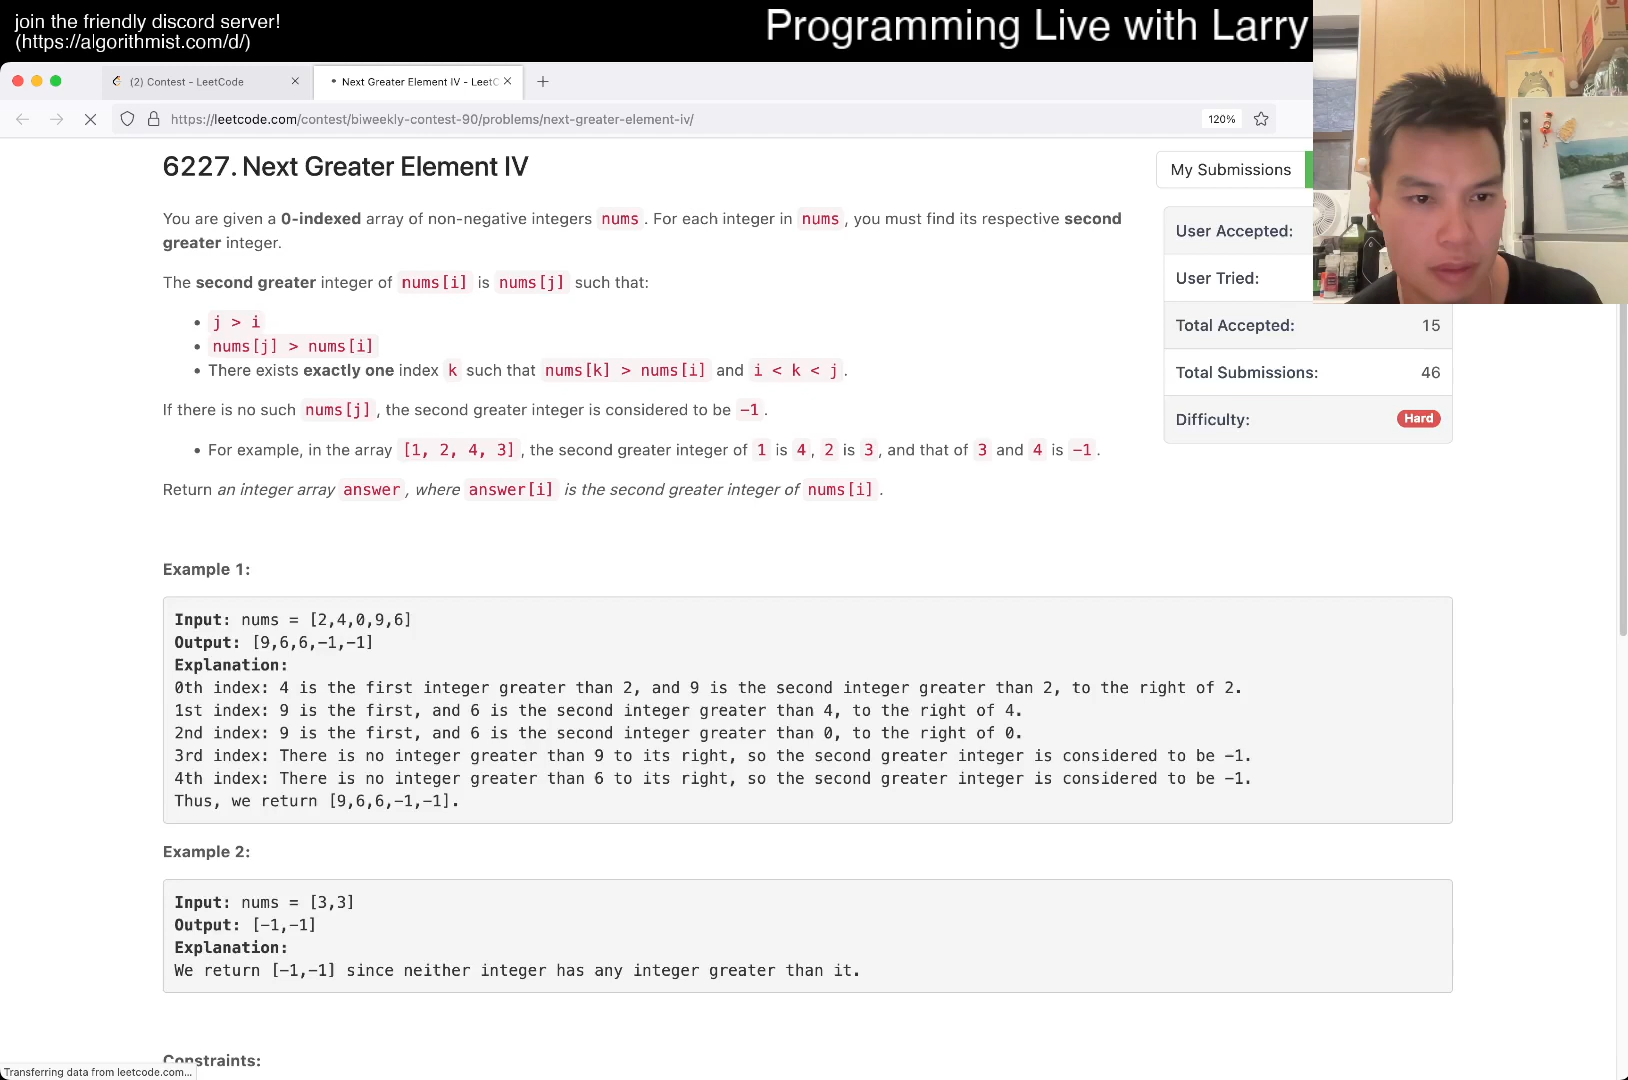 join the friendly discord server!
(https://algorithmist.com/d/)
Programming Live with Larry
(2) Contest - LeetCode
Next Greater Element IV - LeetC
https://leetcode.com/contest/biweekly-contest-90/problems/next-greater-element-iv/
120%
6227. Next Greater Element IV
My Submissions
You are given a 0-indexed array of non-negative integers nums. For each integer in nums, you must find its respective second
greater integer.
User Accepted:
The second greater integer of nums[i] is nums[j] such that:
User Tried:
• j > i
• nums[j] > nums[i]
• There exists exactly one index k such that nums[k] > nums[i] and i < k < j.
Total Accepted: 15
Total Submissions: 46
Difficulty: Hard
If there is no such nums[j], the second greater integer is considered to be -1.
• For example, in the array [1, 2, 4, 3], the second greater integer of 1 is 4, 2 is 3, and that of 3 and 4 is -1.
Return an integer array answer, where answer[i] is the second greater integer of nums[i].
Example 1:
Input: nums = [2,4,0,9,6]
Output: [9,6,6,-1,-1]
Explanation:
0th index: 4 is the first integer greater than 2, and 9 is the second integer greater than 2, to the right of 2.
1st index: 9 is the first, and 6 is the second integer greater than 4, to the right of 4.
2nd index: 9 is the first, and 6 is the second integer greater than 0, to the right of 0.
3rd index: There is no integer greater than 9 to its right, so the second greater integer is considered to be -1.
4th index: There is no integer greater than 6 to its right, so the second greater integer is considered to be -1.
Thus, we return [9,6,6,-1,-1].
Example 2:
Input: nums = [3,3]
Output: [-1,-1]
Explanation:
We return [-1,-1] since neither integer has any integer greater than it.
Constraints:
Transferring data from leetcode.com...